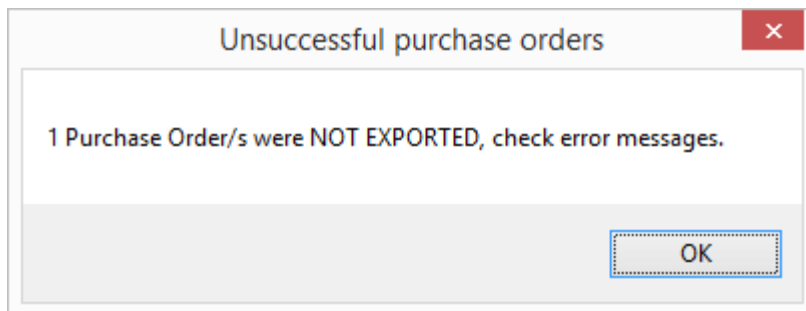 Unsuccessful purchase orders
1 Purchase Order/s were NOT EXPORTED, check error messages.
OK